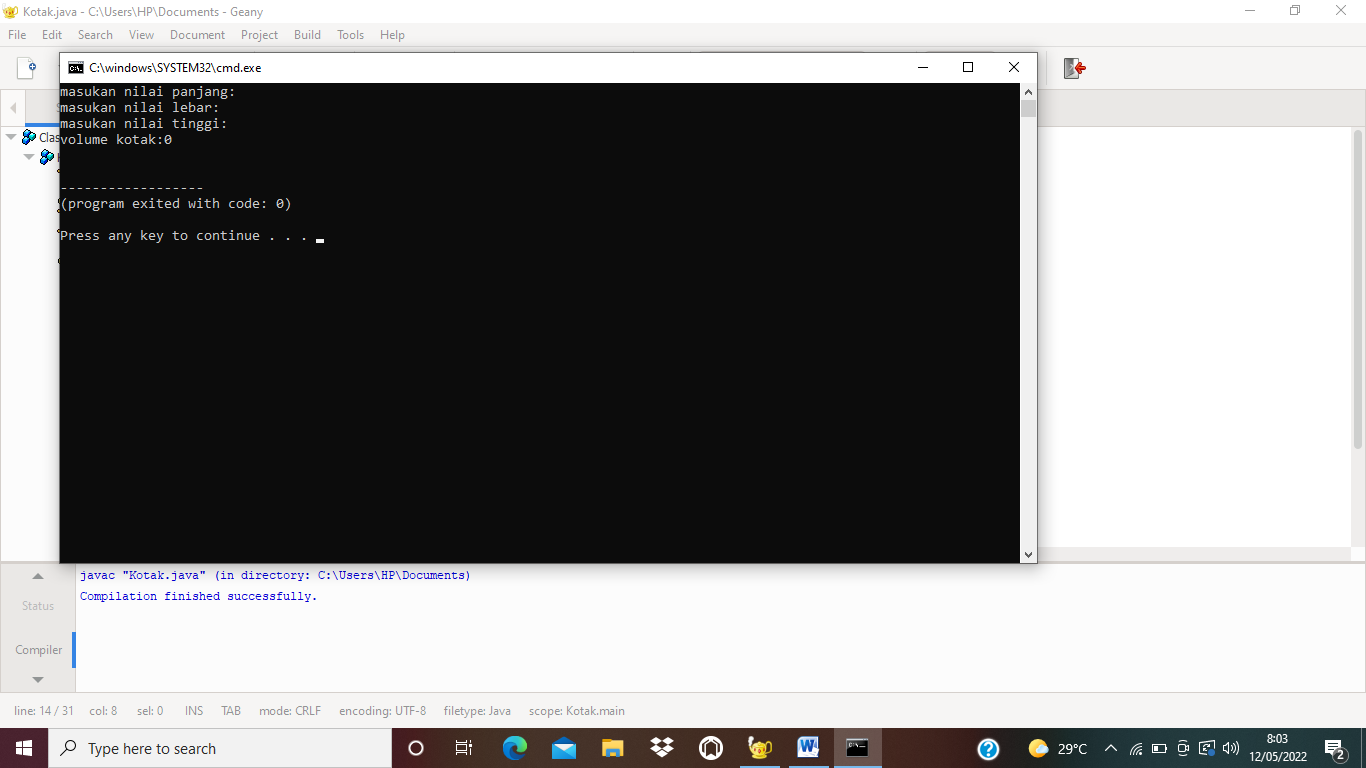 Kotak.java - C:\Users\HP\Documents - Geany
File Edit Search View Document Project Build Tools Help
C:\windows\SYSTEM32\cmd.exe
masukan nilai panjang:
masukan nilai lebar:
masukan nilai tinggi:
volume kotak:0
------------------
(program exited with code: 0)
Press any key to continue . . .
Clas
javac "Kotak.java" (in directory: C:\Users\HP\Documents)
Compilation finished successfully.
Status
Compiler
line: 14 / 31 col: 8 sel: 0 INS TAB mode: CRLF encoding: UTF-8 filetype: Java scope: Kotak.main
Type here to search
29°C
8:03
12/05/2022
2